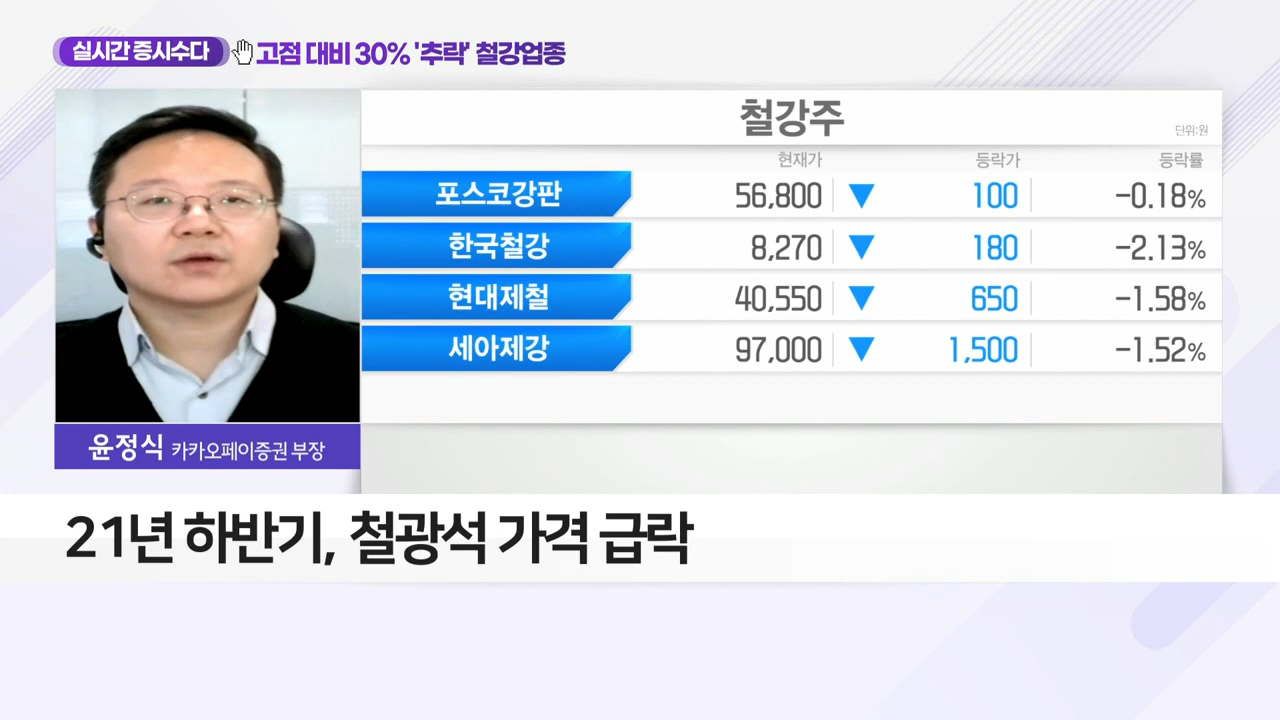 실시간 증시수다 고점 대비 30% '추락' 철강업종
철강주
단위:원
현재가 등락가 등락률
포스코강판 56,800 ▼ 100 -0.18%
한국철강 8,270 ▼ 180 -2.13%
현대제철 40,550 ▼ 650 -1.58%
세아제강 97,000 ▼ 1,500 -1.52%
윤정식 카카오페이증권 부장
21년 하반기, 철광석 가격 급락